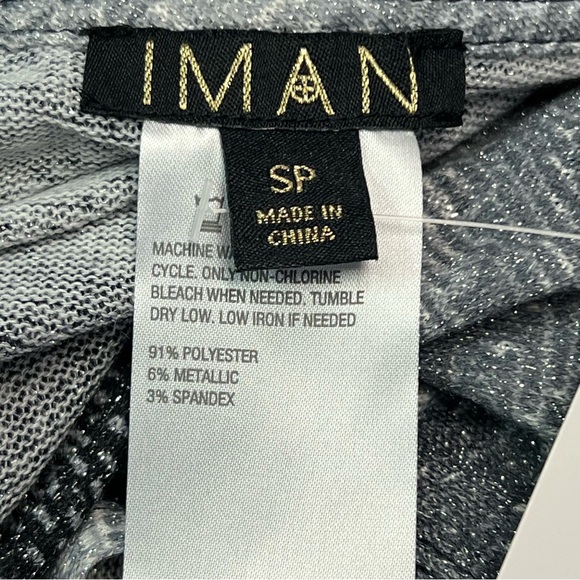 IMAN
SP
MADE IN
CHINA
MACHINE
CYCLE. ONLY NON-CHLORINE
BLEACH WHEN NEEDED. TUMBLE
DRY LOW. LOW IRON IF NEEDED
91% POLYESTER
6% METALLIC
3% SPANDEX